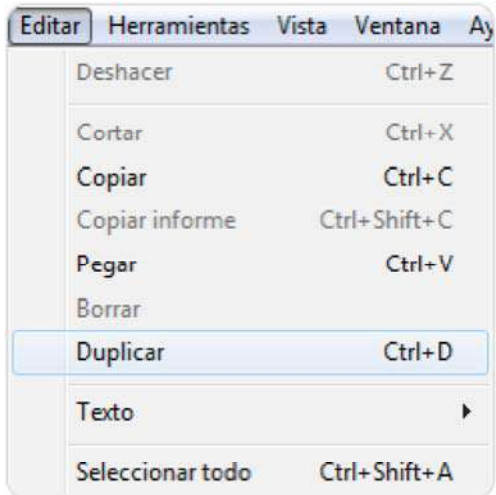 Editar Herramientas Vista Ventana Ay
Deshacer Ctrl+Z
Cortar Ctrl+X
Copiar Ctrl+C
Copiar informe Ctrl+Shift+C
Pegar Ctrl+V
Borrar
Duplicar Ctrl+D
Texto
Seleccionar todo Ctrl+Shift+A